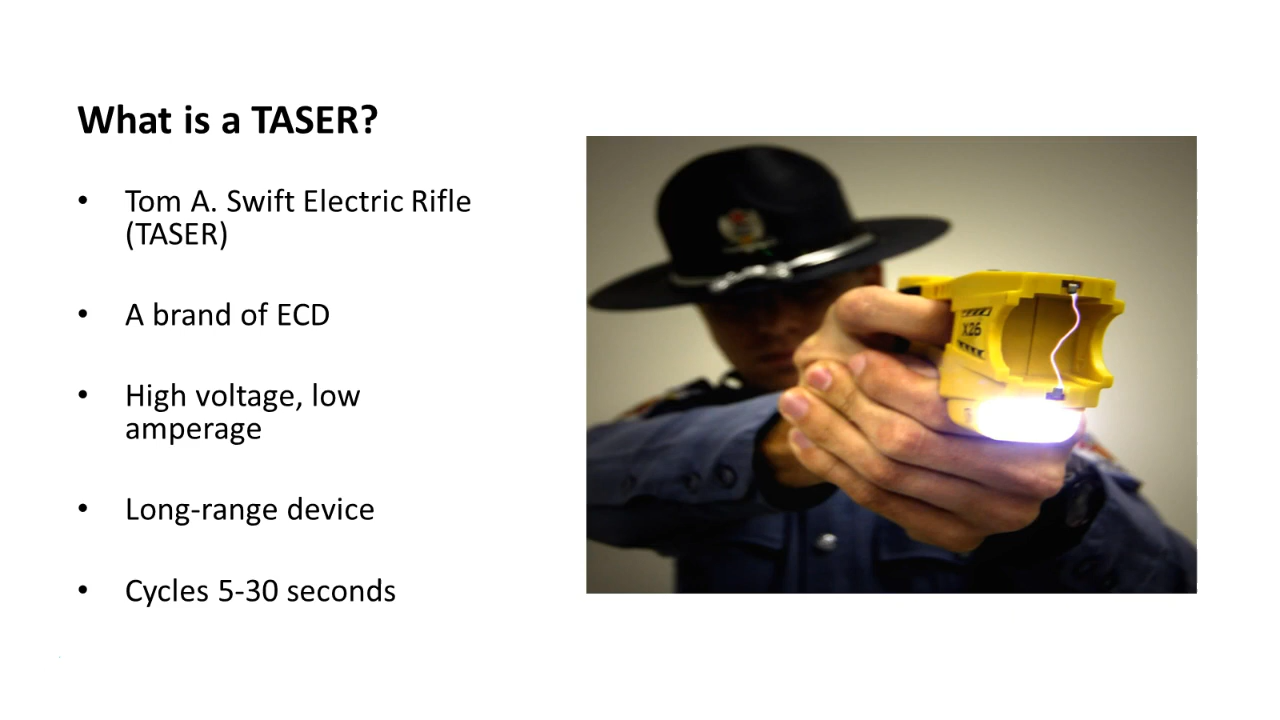 What is a TASER?
• Tom A. Swift Electric Rifle
(TASER)
• A brand of ECD
• High voltage, low
amperage
• Long-range device
• Cycles 5-30 seconds
X26